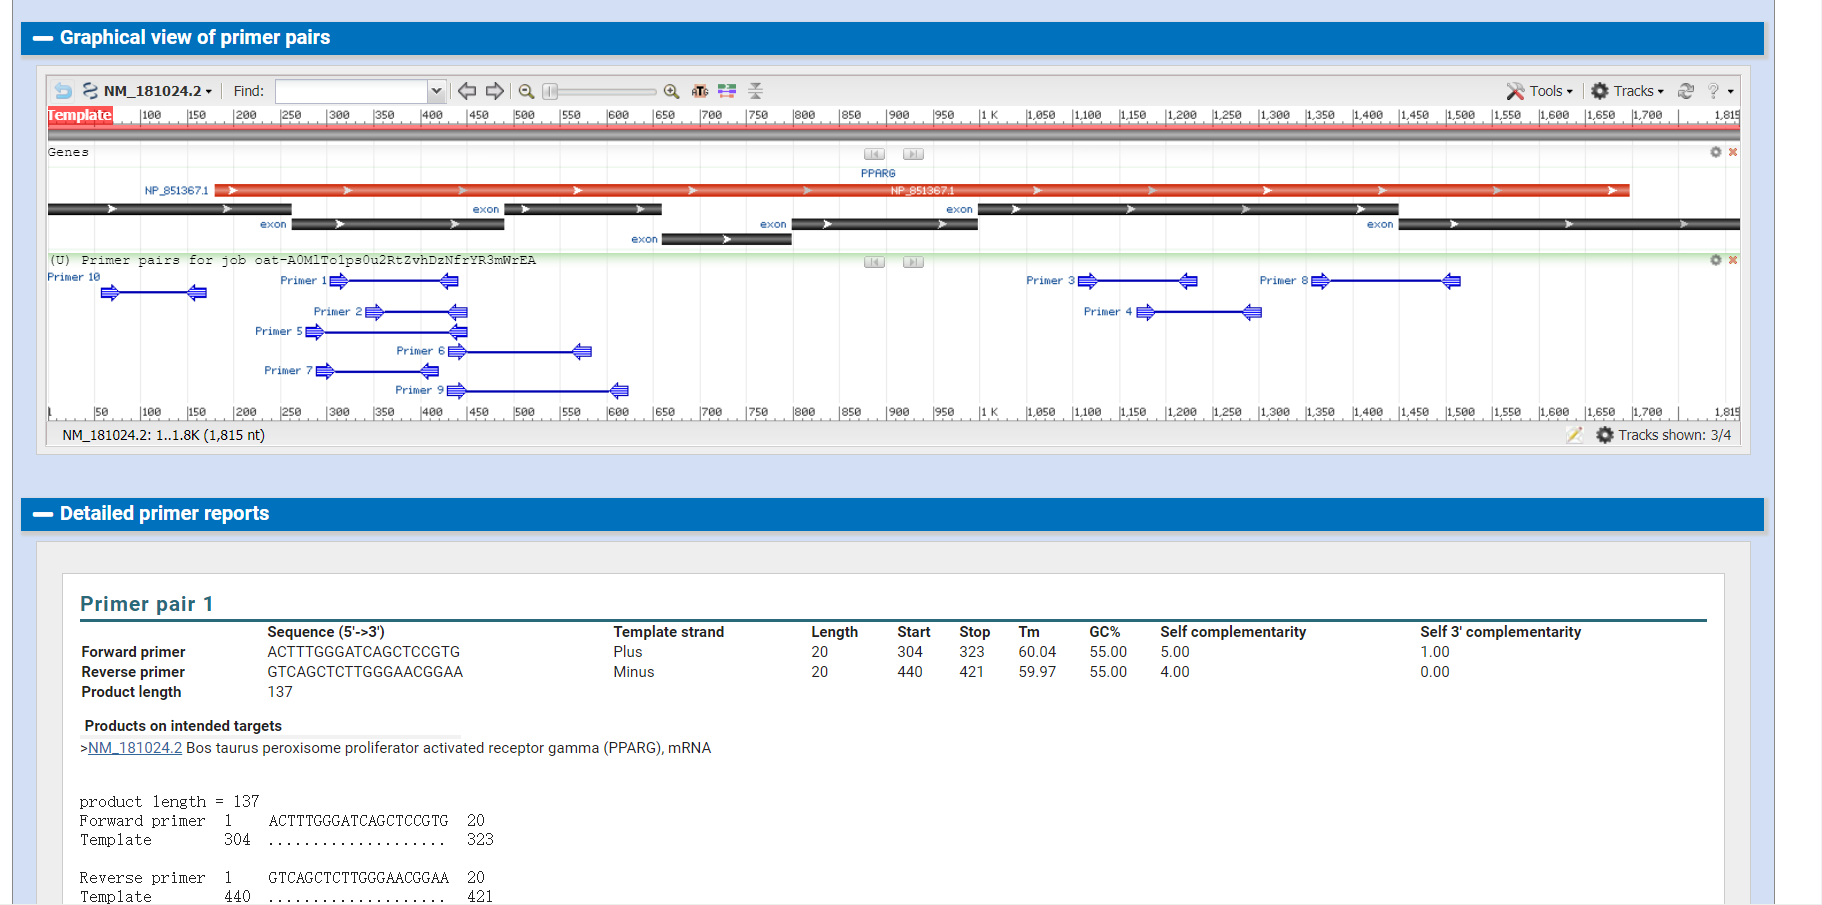 Graphical view of primer pairs
NM_181024.2 Find: Tools Tracks ?
Template 100 150 200 250 300 350 400 450 500 550 600 650 700 750 800 850 900 950 1 K 1,050 1,100 1,150 1,200 1,250 1,300 1,350 1,400 1,450 1,500 1,550 1,600 1,650 1,700 1,815
Genes
PPARG
NP_851367.1 NP_851367.1
exon exon
exon exon exon
exon
(U) Primer pairs for job oat-A0MlTo1ps0u2RtZvhDzNfrYR3mWrEA
Primer 10 Primer 1 Primer 3 Primer 8
Primer 2 Primer 4
Primer 5
Primer 6
Primer 7
Primer 9
1 50 100 150 200 250 300 350 400 450 500 550 600 650 700 750 800 850 900 950 1 K 1,050 1,100 1,150 1,200 1,250 1,300 1,350 1,400 1,450 1,500 1,550 1,600 1,650 1,700 1,815
NM_181024.2: 1..1.8K (1,815 nt) Tracks shown: 3/4
Detailed primer reports
Primer pair 1
Sequence (5'->3') Template strand Length Start Stop Tm GC% Self complementarity Self 3' complementarity
Forward primer ACTTTGGGATCAGCTCCGTG Plus 20 304 323 60.04 55.00 5.00 1.00
Reverse primer GTCAGCTCTTGGGAACGGAA Minus 20 440 421 59.97 55.00 4.00 0.00
Product length 137
Products on intended targets
>NM_181024.2 Bos taurus peroxisome proliferator activated receptor gamma (PPARG), mRNA
product length = 137
Forward primer 1 ACTTTGGGATCAGCTCCGTG 20
Template 304 .................... 323
Reverse primer 1 GTCAGCTCTTGGGAACGGAA 20
Template 440 .................... 421